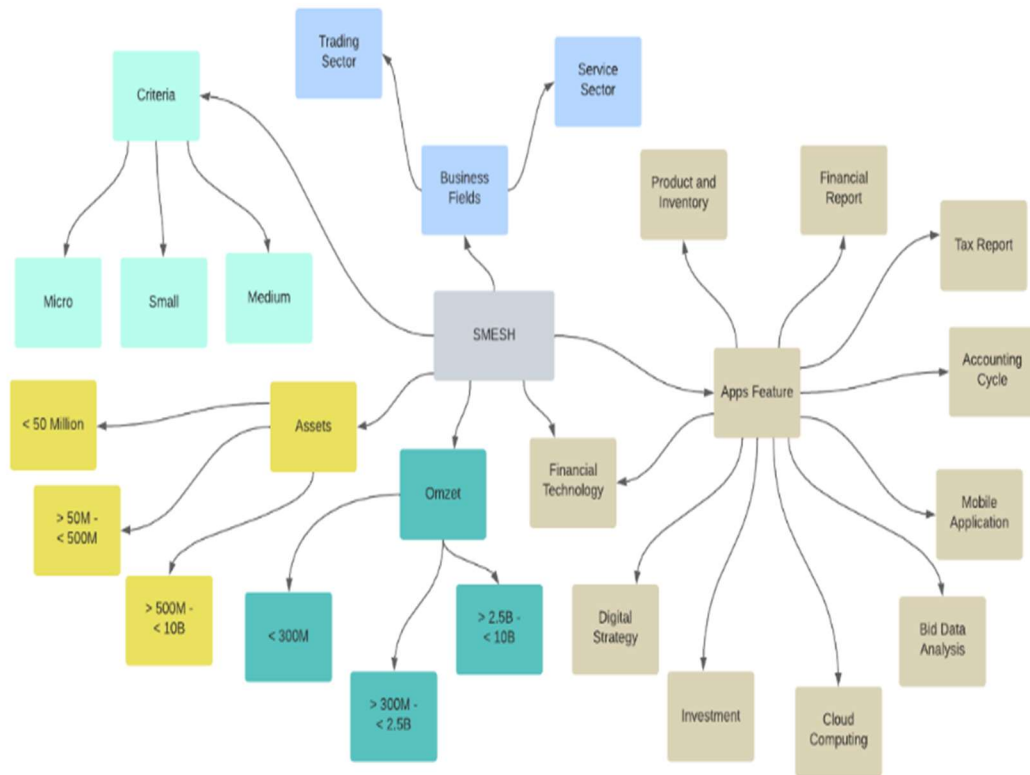 Trading
Sector
Service
Sector
Criteria
Business
Fields
Product and
Inventory
Financial
Report
Tax Report
Micro
Small
Medium
SMESH
Apps Feature
Accounting
Cycle
< 50 Million
Assets
Omzet
Financial
Technology
Mobile
Application
> 50M -
< 500M
> 500M -
< 10B
< 300M
> 2.5B -
< 10B
Digital
Strategy
Bid Data
Analysis
> 300M -
< 2.5B
Investment
Cloud
Computing